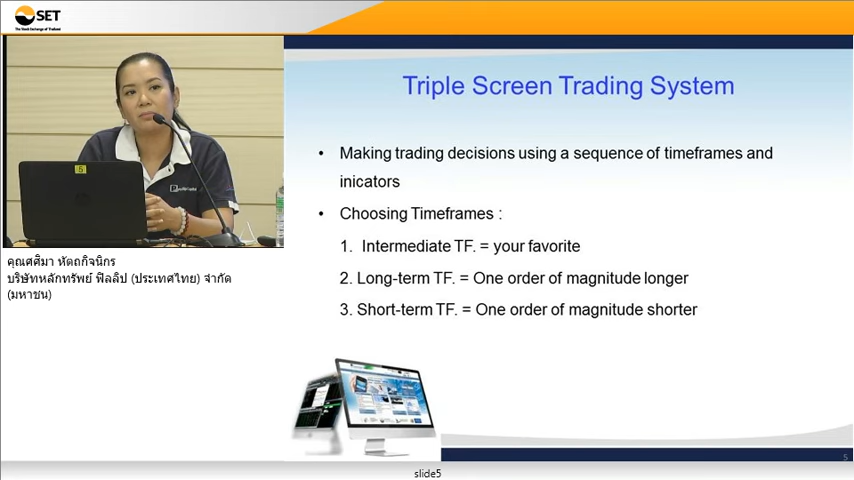 SET
The Stock Exchange of Thailand
Triple Screen Trading System
• Making trading decisions using a sequence of timeframes and
inicators
• Choosing Timeframes :
1. Intermediate TF. = your favorite
2. Long-term TF. = One order of magnitude longer
3. Short-term TF. = One order of magnitude shorter
5
คุณศศิมา หัตถกิจนิกร
บริษัทหลักทรัพย์ ฟิลลิป (ประเทศไทย) จำกัด
(มหาชน)
5
slide5